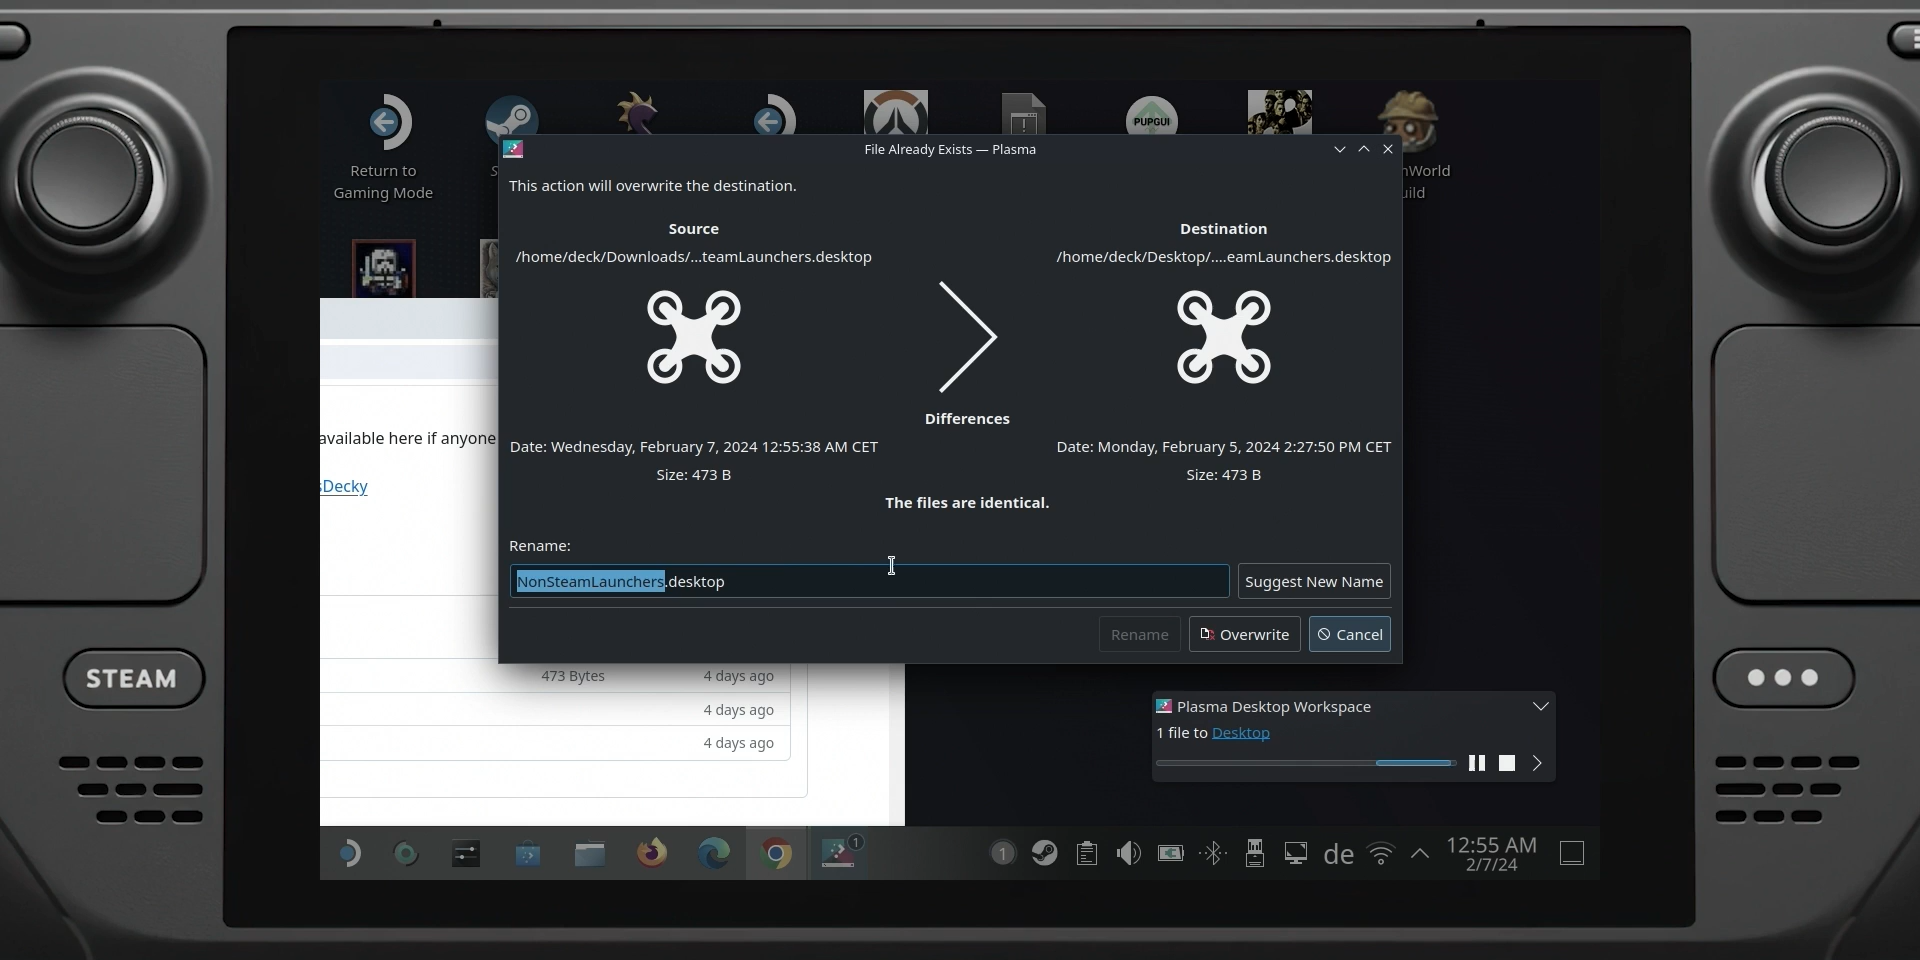 PUPGUI
Return to
Gaming Mode
File Already Exists — Plasma
This action will overwrite the destination.
Source
Destination
/home/deck/Downloads/...teamLaunchers.desktop
/home/deck/Desktop/....eamLaunchers.desktop
Differences
Date: Wednesday, February 7, 2024 12:55:38 AM CET
Date: Monday, February 5, 2024 2:27:50 PM CET
Size: 473 B
Size: 473 B
The files are identical.
Rename:
NonSteamLaunchers.desktop
Suggest New Name
Rename
Overwrite
Cancel
available here if anyone
sDecky
473 Bytes
4 days ago
4 days ago
4 days ago
Plasma Desktop Workspace
1 file to Desktop
STEAM
1
1
de
12:55 AM
2/7/24